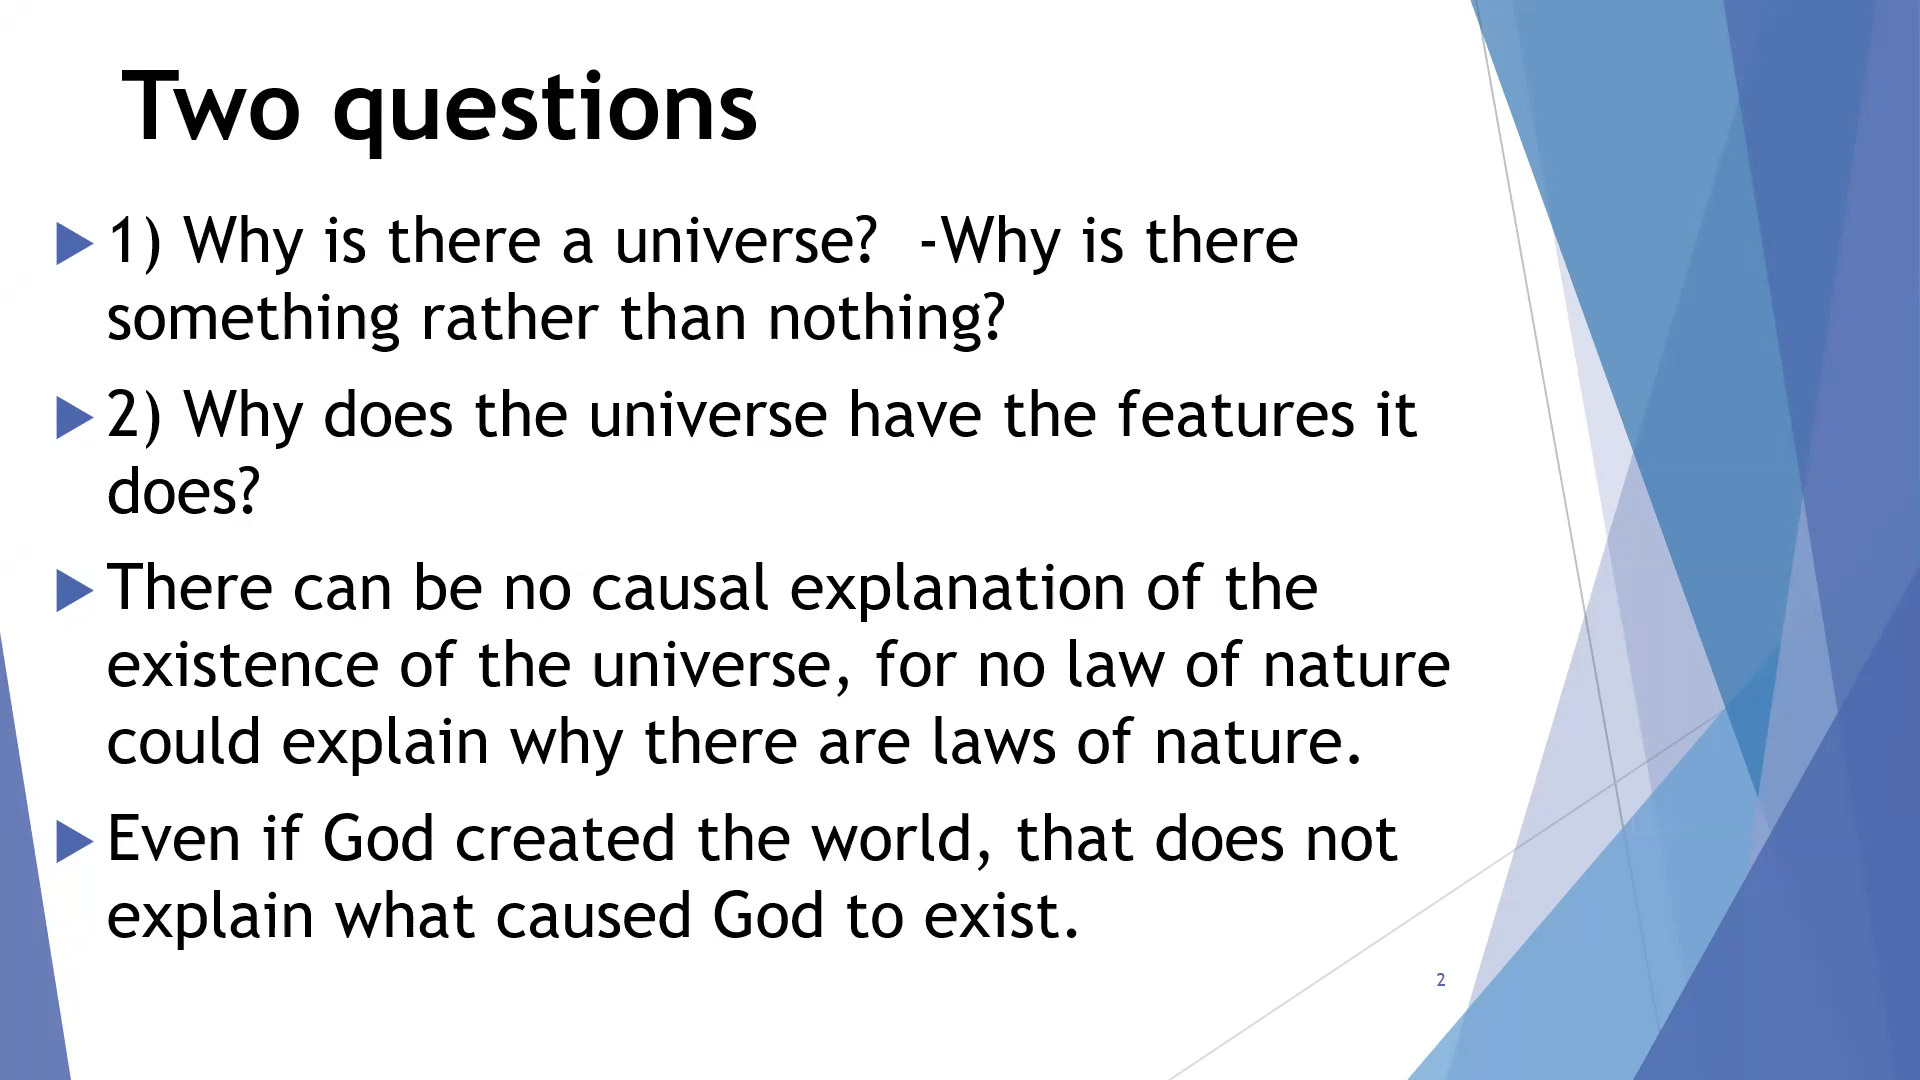 Two questions
1) Why is there a universe?  -Why is there
something rather than nothing?
2) Why does the universe have the features it
does?
There can be no causal explanation of the
existence of the universe, for no law of nature
could explain why there are laws of nature.
Even if God created the world, that does not
explain what caused God to exist.
2